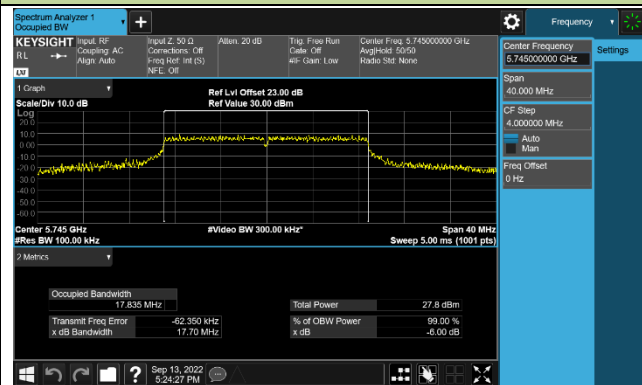 Spectrum Analyzer 1
Occupied BW
Frequency
KEYSIGHT
RL
LXI
Input: RF
Coupling: AC
Align: Auto
Input Z: 50 Ω
Corrections: Off
Freq Ref: Int (S)
NFE: Off
Atten: 20 dB
Trig: Free Run
Gate: Off
#IF Gain: Low
Center Freq: 5.745000000 GHz
Avg|Hold: 50/50
Radio Std: None
Center Frequency
5.745000000 GHz
Settings
Span
40.000 MHz
CF Step
4.000000 MHz
Auto
Man
Freq Offset
0 Hz
1 Graph
Scale/Div 10.0 dB
Ref Lvl Offset 23.00 dB
Ref Value 30.00 dBm
Log
20.0
10.0
0.00
-10.0
-20.0
-30.0
-40.0
-50.0
-60.0
Center 5.745 GHz
#Video BW 300.00 kHz*
Span 40 MHz
#Res BW 100.00 kHz
Sweep 5.00 ms (1001 pts)
2 Metrics
Occupied Bandwidth
17.835 MHz
Total Power 27.8 dBm
Transmit Freq Error -62.350 kHz
% of OBW Power 99.00 %
x dB Bandwidth 17.70 MHz
x dB -6.00 dB
?
Sep 13, 2022
5:24:27 PM